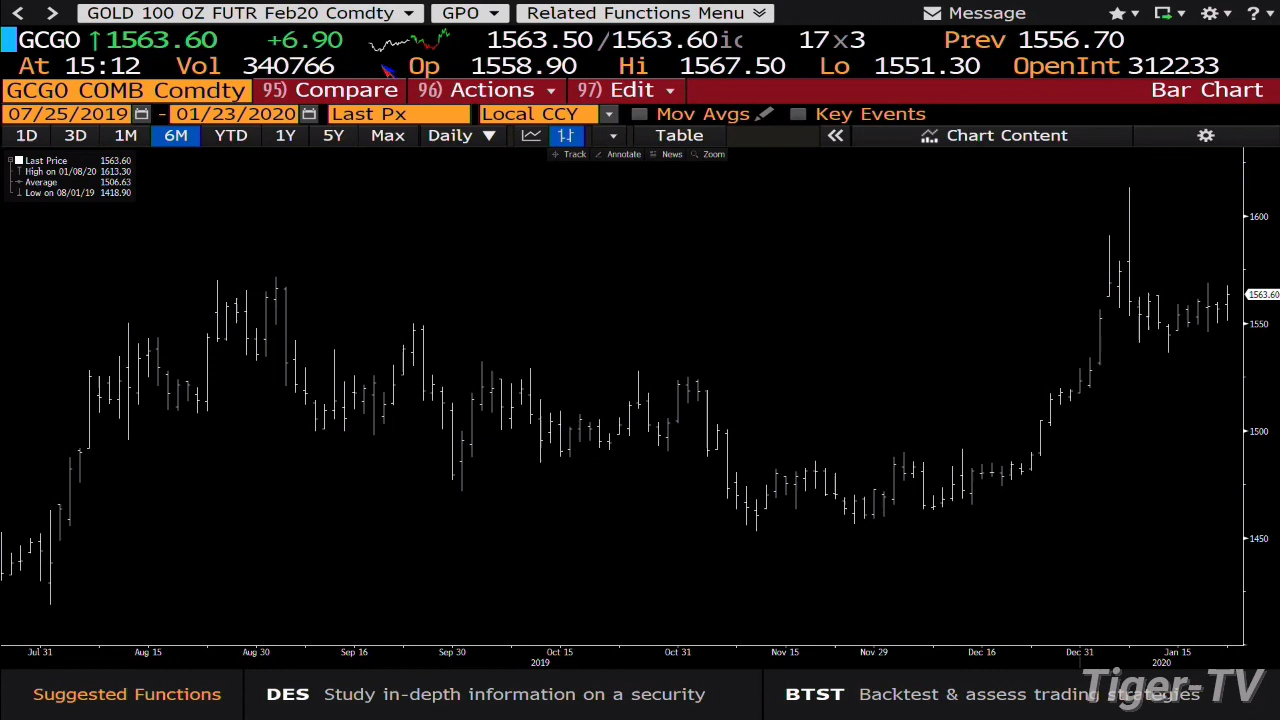 GOLD 100 OZ FUTR Feb20 Comdty GPO Related Functions Menu Message ?
GCG0 ↑1563.60 +6.90 1563.50/1563.60ic 17x3 Prev 1556.70
At 15:12 Vol 340766 Op 1558.90 Hi 1567.50 Lo 1551.30 OpenInt 312233
GCG0 COMB Comdty 95) Compare 96) Actions 97) Edit Bar Chart
07/25/2019 - 01/23/2020 Last Px Local CCY Mov Avgs Key Events
1D 3D 1M 6M YTD 1Y 5Y Max Daily ▼ Table Chart Content
Track Annotate News Zoom
Last Price 1563.60
High on 01/08/20 1613.30
Average 1506.63
Low on 08/01/19 1418.90
1600
1563.60
1550
1500
1450
Jul 31 Aug 15 Aug 30 Sep 16 Sep 30 Oct 15 Oct 31 Nov 15 Nov 29 Dec 16 Dec 31 Jan 15
2019 2020
Suggested Functions DES Study in-depth information on a security BTST Backtest & assess trading strategies
Tiger-TV